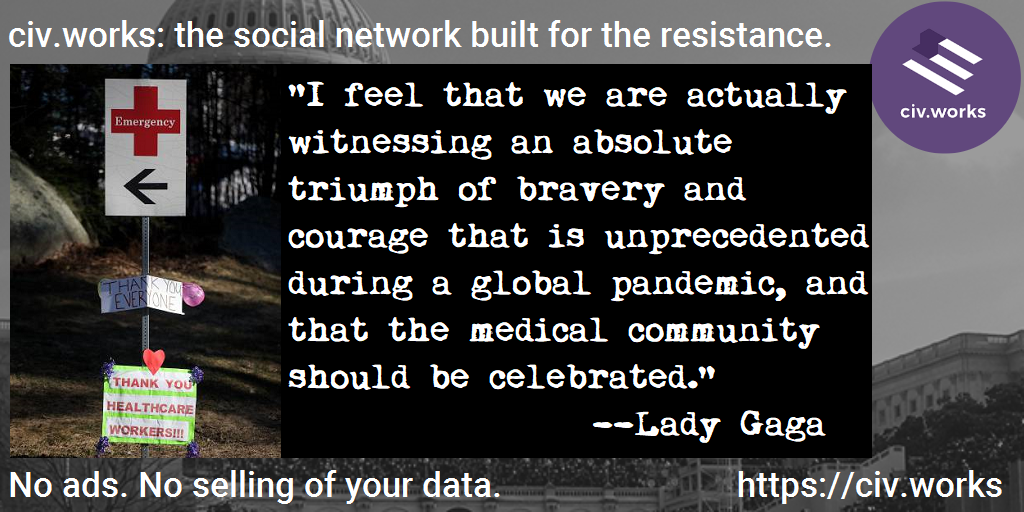 civ.works: the social network built for the resistance.
civ.works
Emergency
THANK YOU
EVERYONE
THANK YOU
HEALTHCARE
WORKERS!!!
"I feel that we are actually
witnessing an absolute
triumph of bravery and
courage that is unprecedented
during a global pandemic, and
that the medical community
should be celebrated."
--Lady Gaga
No ads. No selling of your data.
https://civ.works